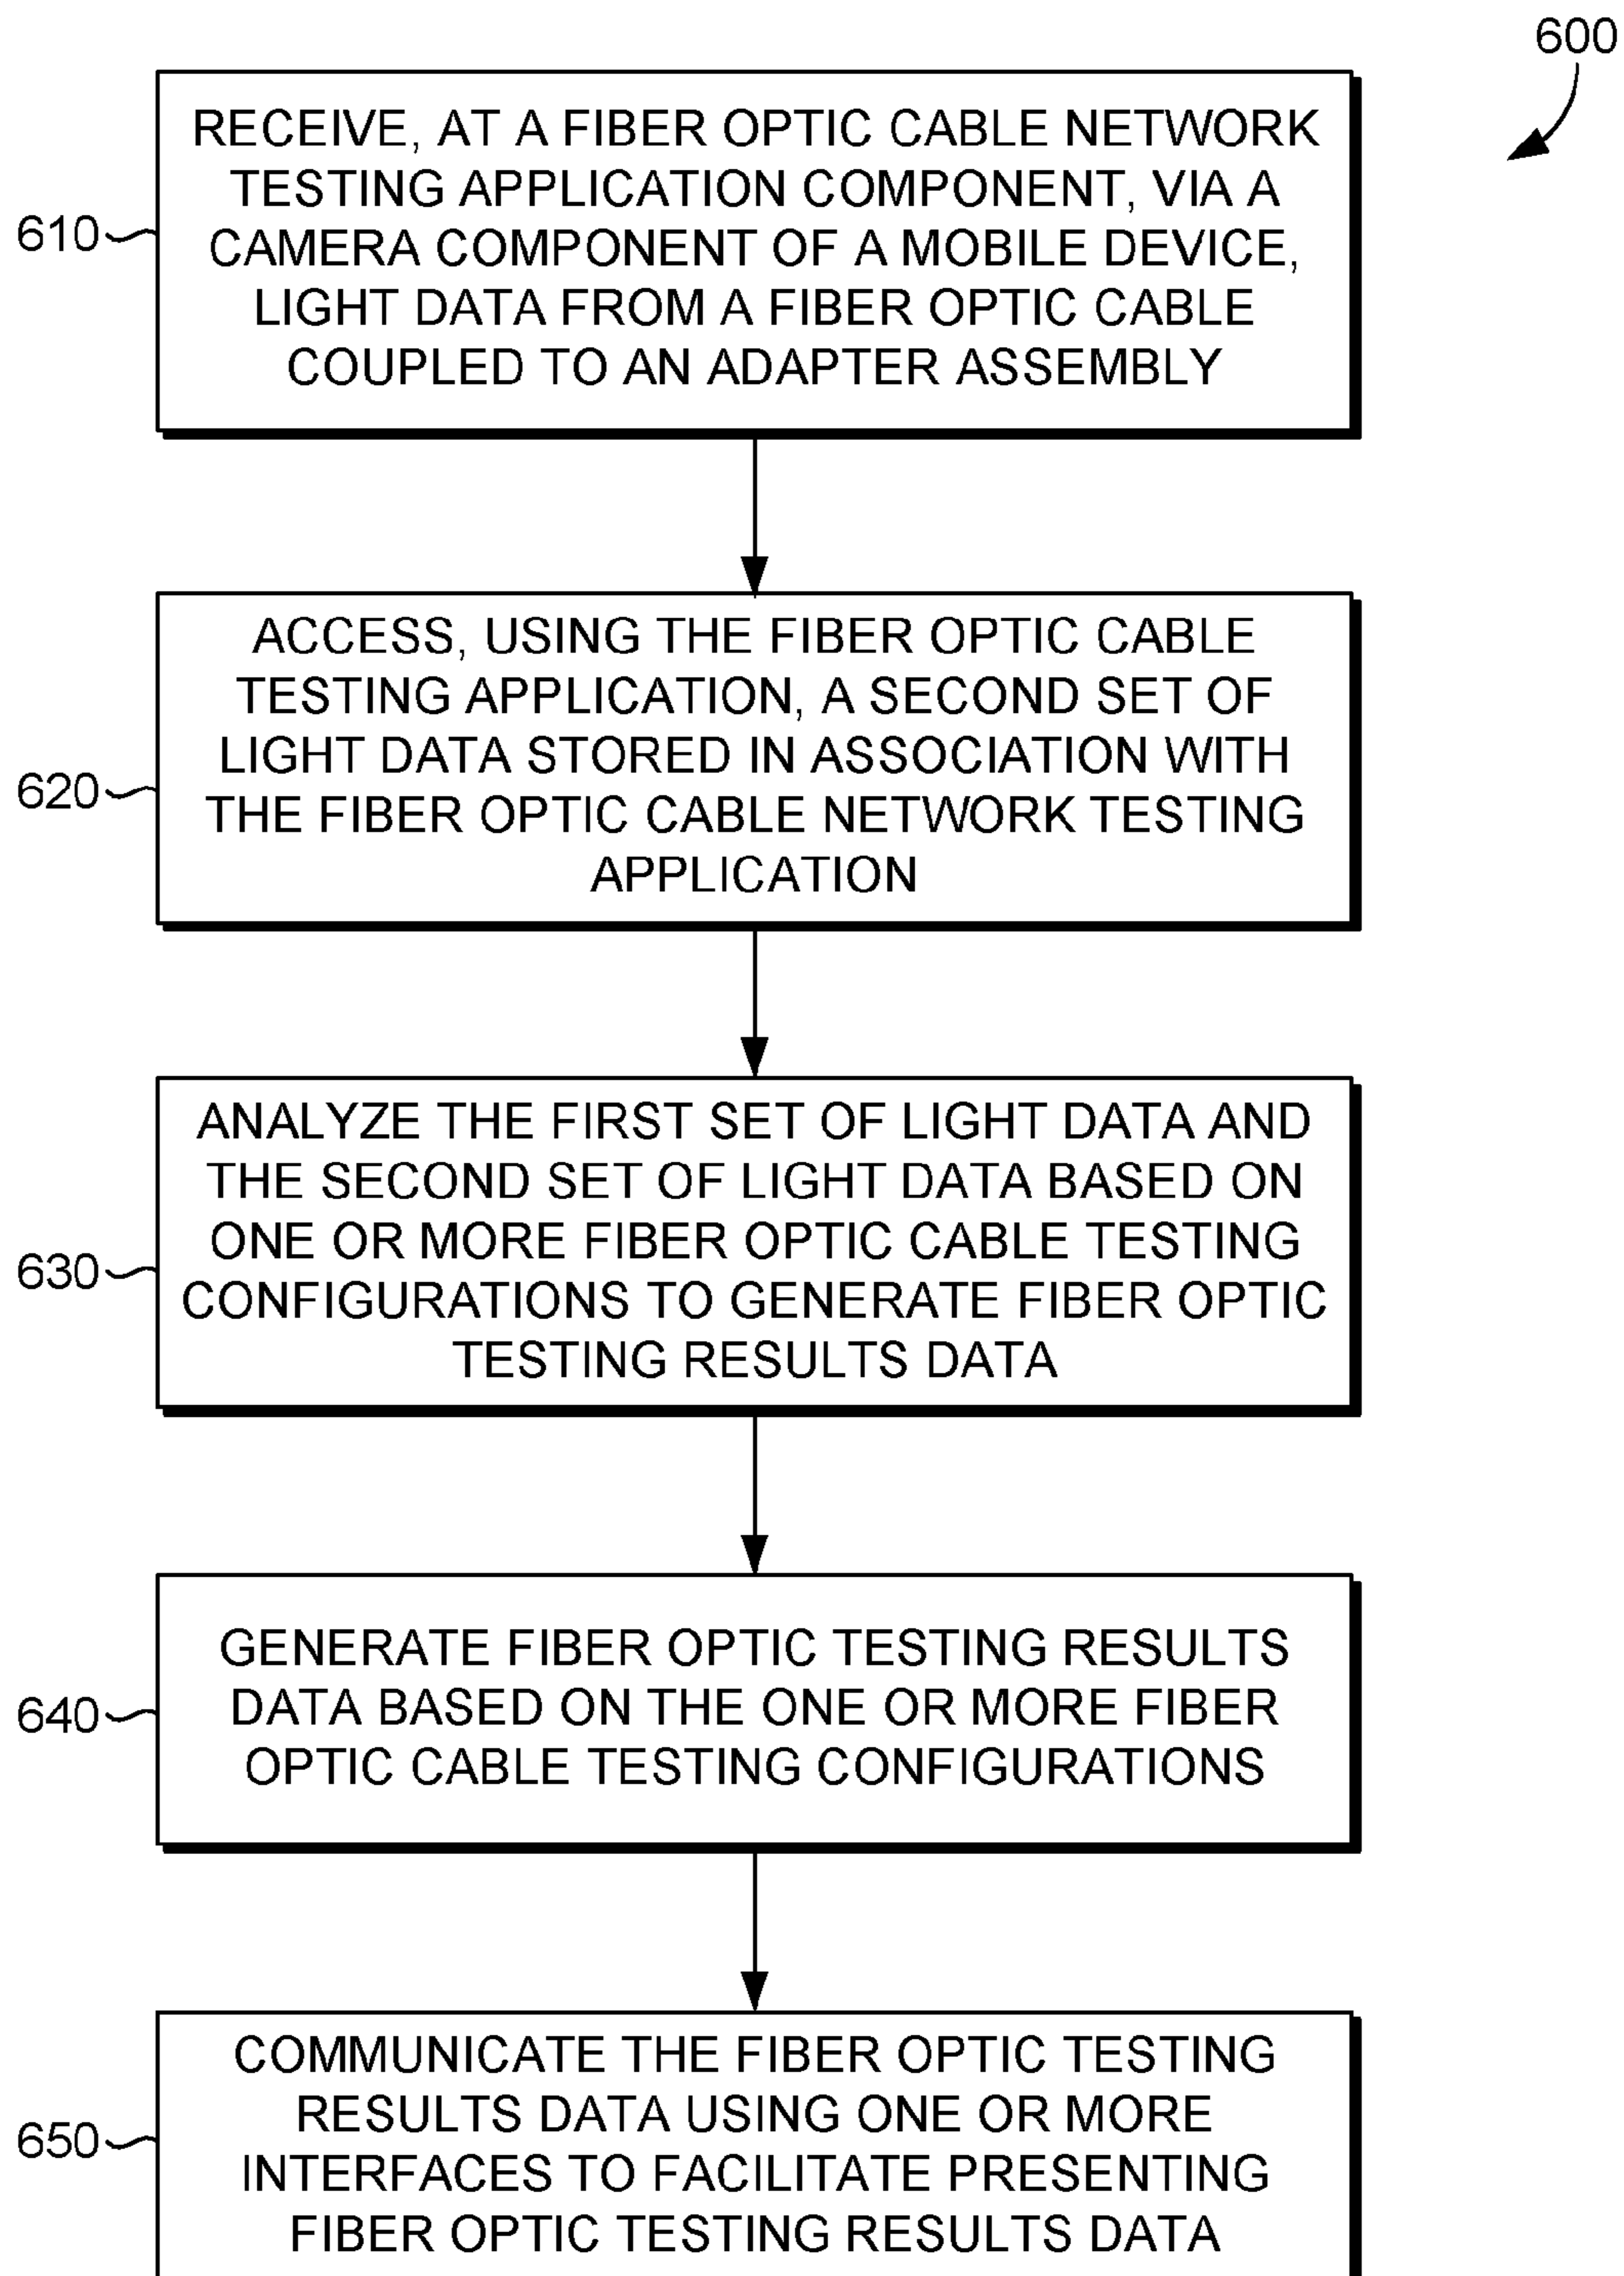 600
610
RECEIVE, AT A FIBER OPTIC CABLE NETWORK
TESTING APPLICATION COMPONENT, VIA A
CAMERA COMPONENT OF A MOBILE DEVICE,
LIGHT DATA FROM A FIBER OPTIC CABLE
COUPLED TO AN ADAPTER ASSEMBLY
620
ACCESS, USING THE FIBER OPTIC CABLE
TESTING APPLICATION, A SECOND SET OF
LIGHT DATA STORED IN ASSOCIATION WITH
THE FIBER OPTIC CABLE NETWORK TESTING
APPLICATION
630
ANALYZE THE FIRST SET OF LIGHT DATA AND
THE SECOND SET OF LIGHT DATA BASED ON
ONE OR MORE FIBER OPTIC CABLE TESTING
CONFIGURATIONS TO GENERATE FIBER OPTIC
TESTING RESULTS DATA
640
GENERATE FIBER OPTIC TESTING RESULTS
DATA BASED ON THE ONE OR MORE FIBER
OPTIC CABLE TESTING CONFIGURATIONS
650
COMMUNICATE THE FIBER OPTIC TESTING
RESULTS DATA USING ONE OR MORE
INTERFACES TO FACILITATE PRESENTING
FIBER OPTIC TESTING RESULTS DATA